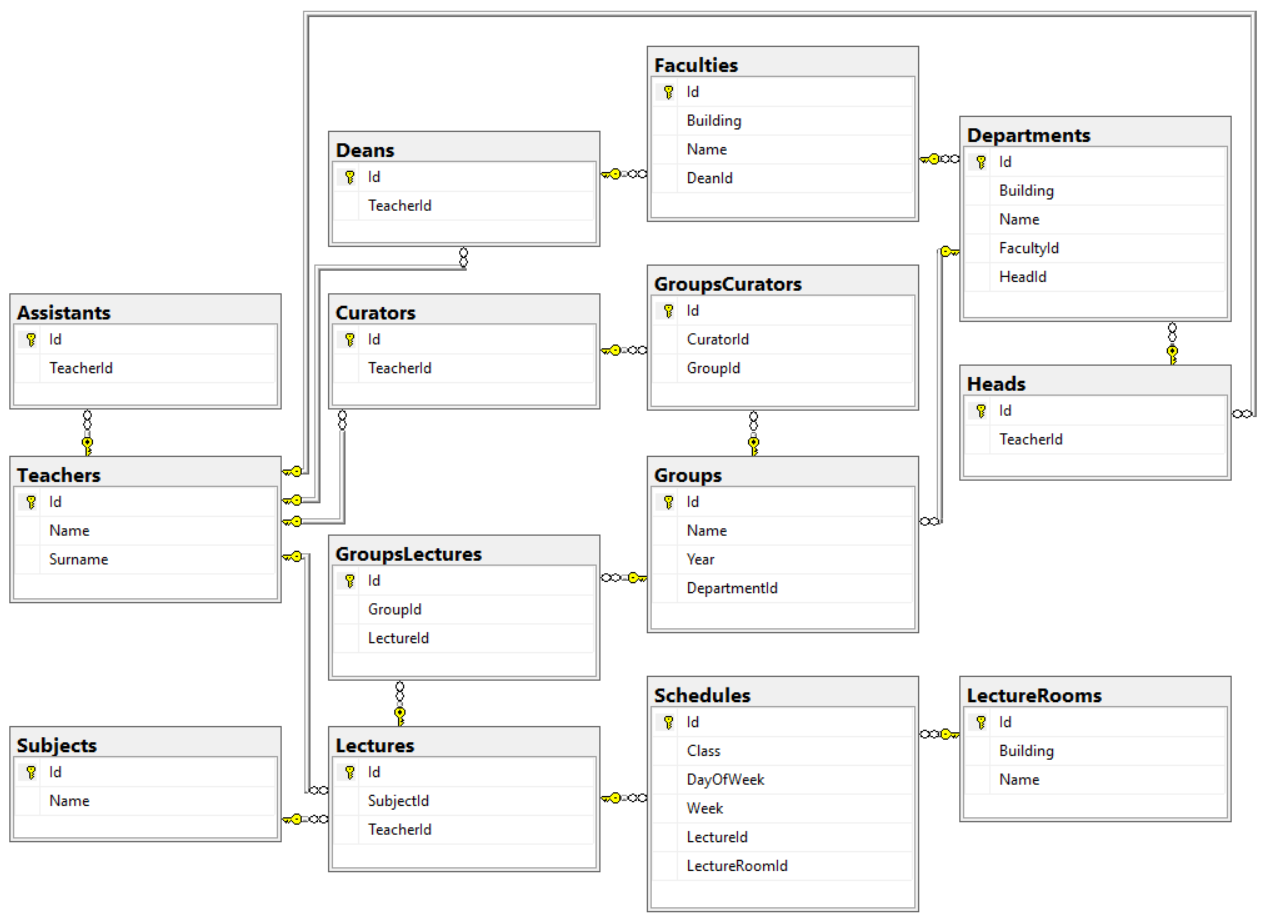 Faculties
Id
Building
Name
DeanId
Departments
Id
Building
Name
FacultyId
HeadId
Deans
Id
TeacherId
GroupsCurators
Id
CuratorId
GroupId
Assistants
Id
TeacherId
Curators
Id
TeacherId
Heads
Id
TeacherId
Teachers
Id
Name
Surname
Groups
Id
Name
Year
DepartmentId
GroupsLectures
Id
GroupId
LectureId
Schedules
Id
Class
DayOfWeek
Week
LectureId
LectureRoomId
LectureRooms
Id
Building
Name
Subjects
Id
Name
Lectures
Id
SubjectId
TeacherId